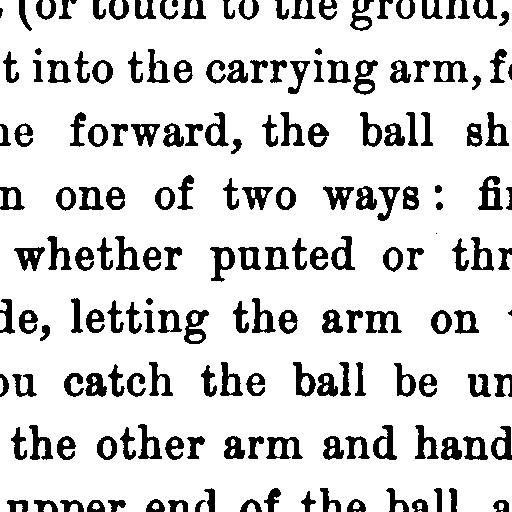 (or touch to the ground,
t into the carrying arm, f
ne forward, the ball sh
n one of two ways: fi
whether punted or thr
de, letting the arm on
ou catch the ball be un
the other arm and hand
upper end of the ball, a